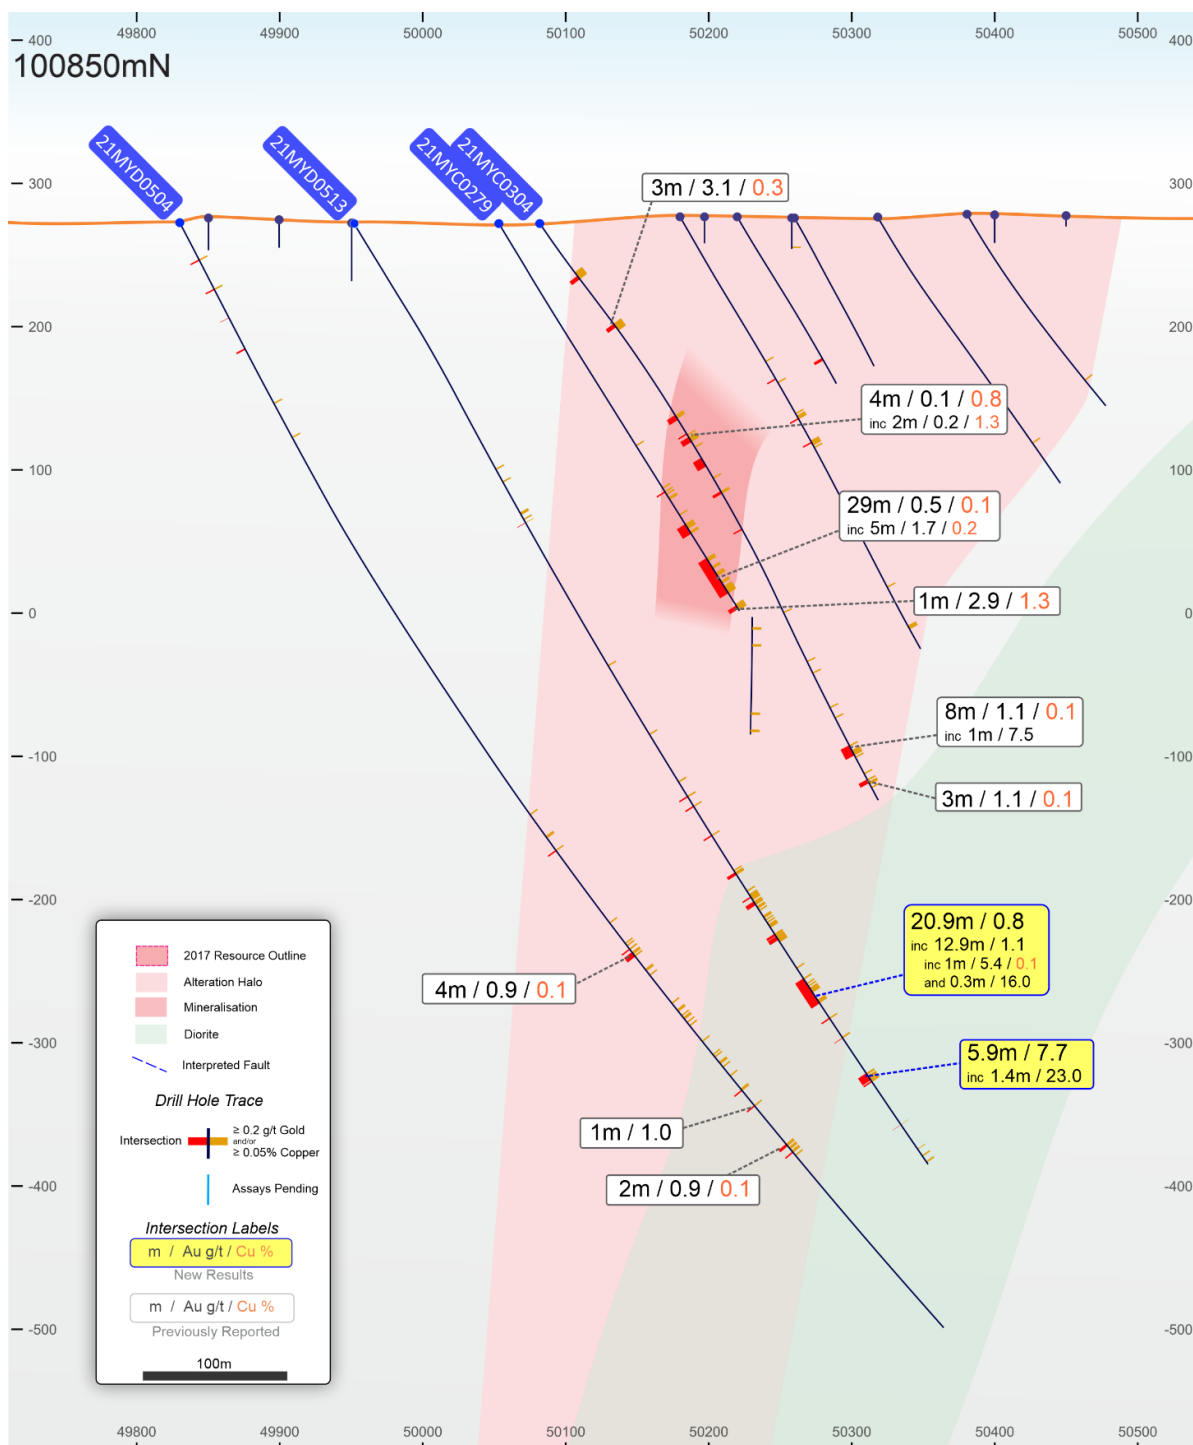 49800 49900 50000 50100 50200 50300 50400 50500
400 400
100850mN
21MYD0504
21MYD0513
21MYC0279
21MYC0304
300 300
3m / 3.1 / 0.3
200 200
4m / 0.1 / 0.8
inc 2m / 0.2 / 1.3
100 100
29m / 0.5 / 0.1
inc 5m / 1.7 / 0.2
1m / 2.9 / 1.3
0 0
8m / 1.1 / 0.1
inc 1m / 7.5
-100 -100
3m / 1.1 / 0.1
-200 -200
20.9m / 0.8
inc 12.9m / 1.1
inc 1m / 5.4 / 0.1
and 0.3m / 16.0
4m / 0.9 / 0.1
-300 -300
5.9m / 7.7
inc 1.4m / 23.0
1m / 1.0
2m / 0.9 / 0.1
-400 -400
-500 -500
2017 Resource Outline
Alteration Halo
Mineralisation
Diorite
Interpreted Fault
Drill Hole Trace
Intersection
≥ 0.2 g/t Gold
and/or
≥ 0.05% Copper
Assays Pending
Intersection Labels
m / Au g/t / Cu %
New Results
m / Au g/t / Cu %
Previously Reported
100m
49800 49900 50000 50100 50200 50300 50400 50500